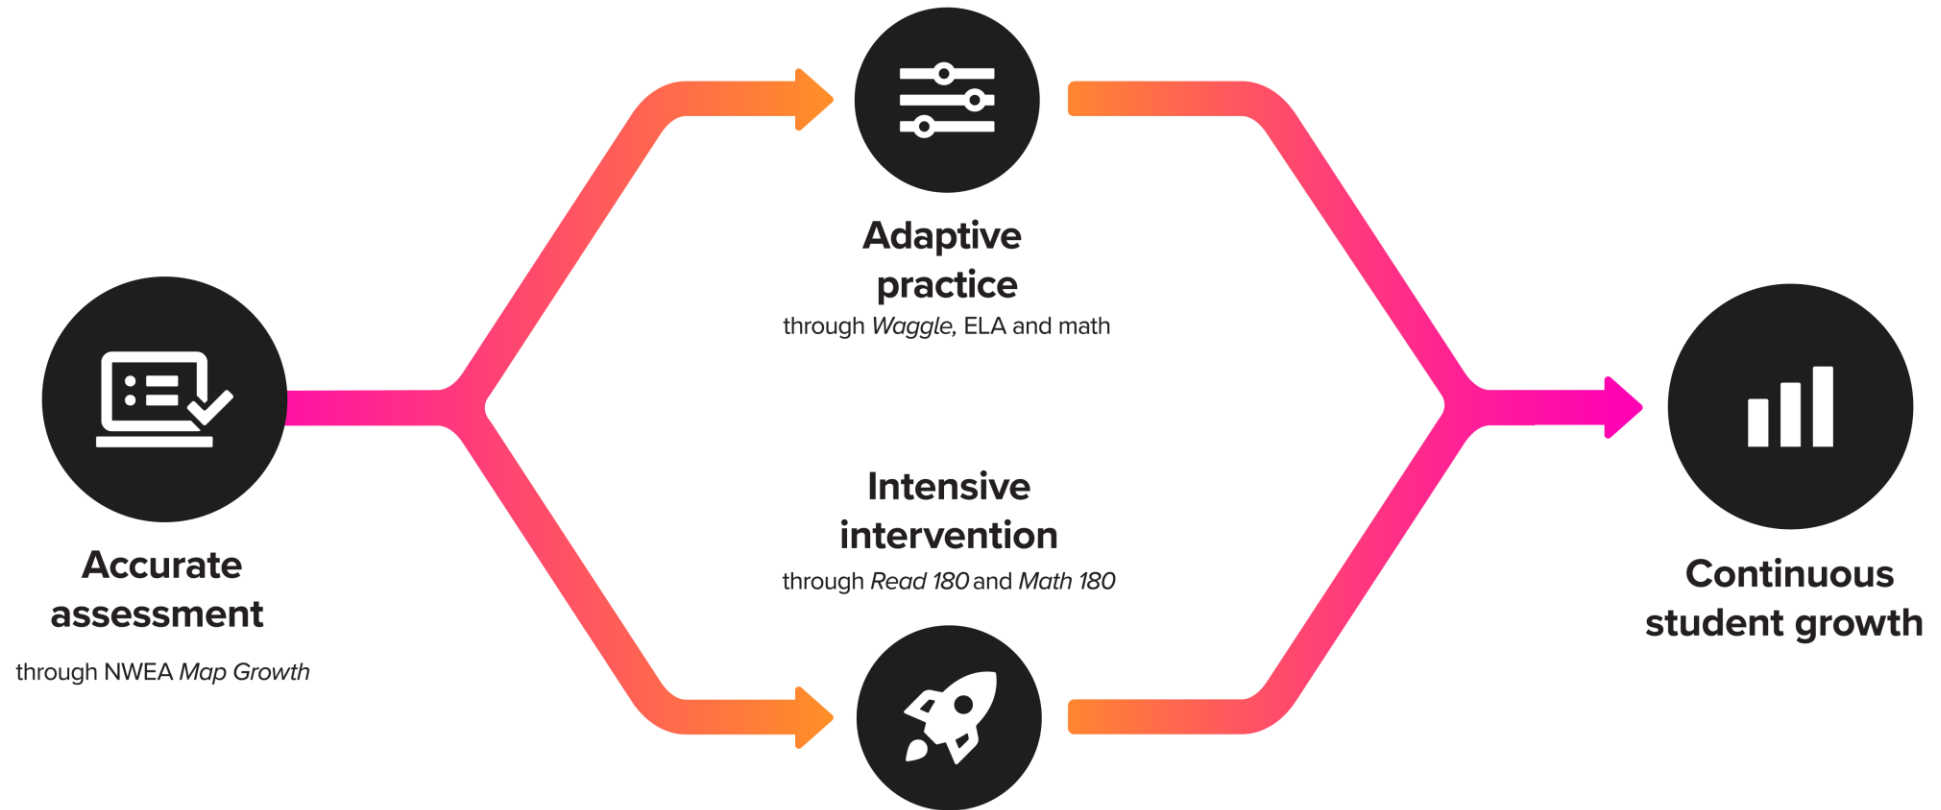 Adaptive
practice
through Waggle, ELA and math
Accurate
assessment
through NWEA Map Growth
Intensive
intervention
through Read 180 and Math 180
Continuous
student growth